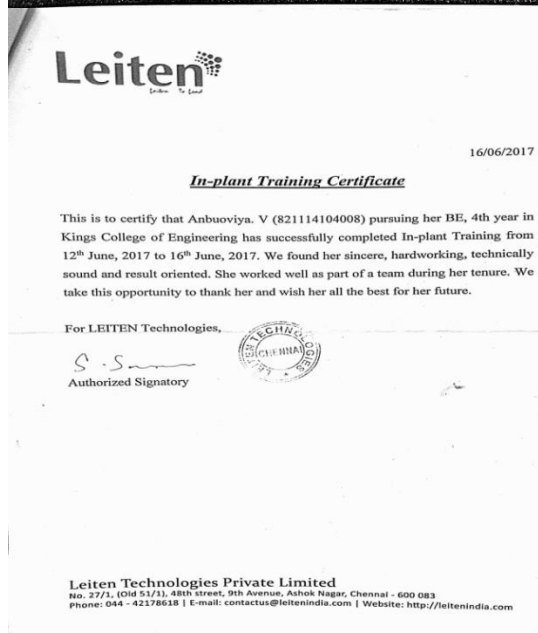 Leiten
16/06/2017
In-plant Training Certificate
This is to certify that Anbuoviya. V (821114104008) pursuing her BE, 4th year in
Kings College of Engineering has successfully completed In-plant Training from
12th June, 2017 to 16th June, 2017. We found her sincere, hardworking, technically
sound and result oriented. She worked well as part of a team during her tenure. We
take this opportunity to thank her and wish her all the best for her future.
For LEITEN Technologies,
LEITEN TECHNOLOGIES
CHENNAI
Authorized Signatory
Leiten Technologies Private Limited
No. 27/1, (Old 51/1), 48th street, 9th Avenue, Ashok Nagar, Chennai - 600 083
Phone: 044 - 42178618 | E-mail: contactus@leitenindia.com | Website: http://leitenindia.com